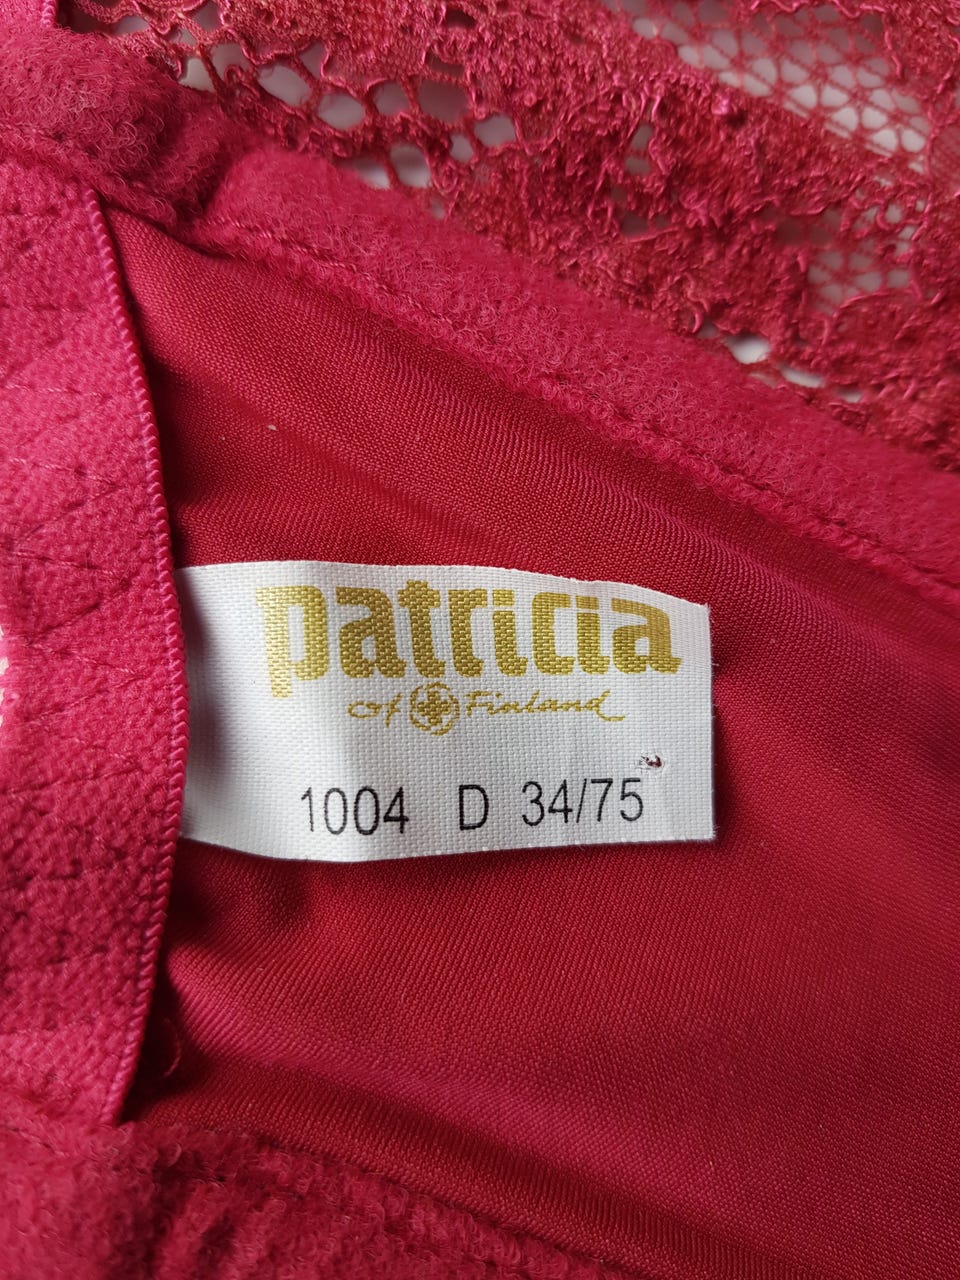 patricia
of Finland
1004 D 34/75